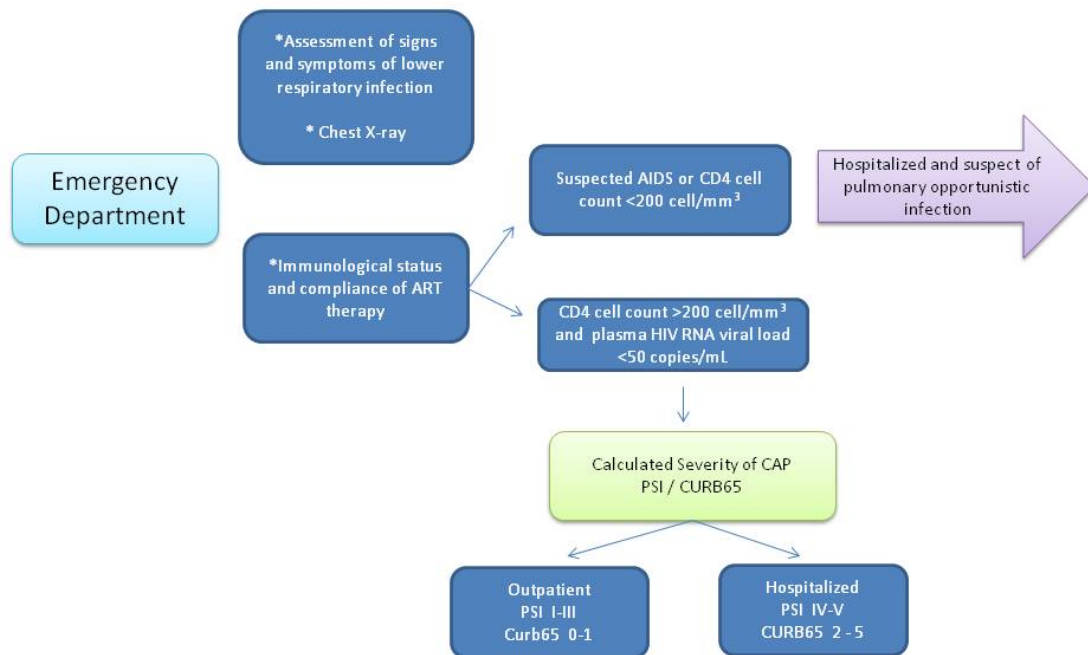 *Assessment of signs
and symptoms of lower
respiratory infection
* Chest X-ray
Emergency
Department
Suspected AIDS or CD4 cell
count <200 cell/mm³
Hospitalized and suspect of
pulmonary opportunistic
infection
*Immunological status
and compliance of ART
therapy
CD4 cell count >200 cell/mm³
and plasma HIV RNA viral load
<50 copies/mL
Calculated Severity of CAP
PSI / CURB65
Outpatient
PSI I-III
Curb65 0-1
Hospitalized
PSI IV-V
CURB65 2 - 5